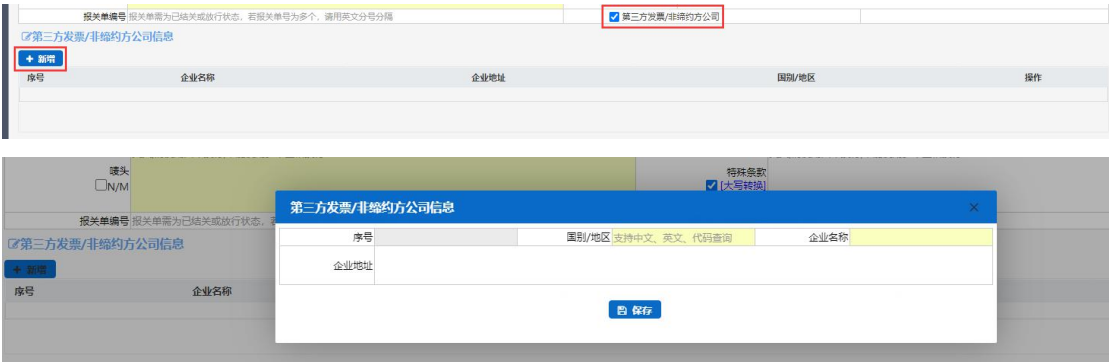 报关单编号 报关单需为已结关或放行状态，若报关单号为多个，请用英文分号分隔 第三方发票/非缔约方公司
第三方发票/非缔约方公司信息
+ 新增
序号 企业名称 企业地址 国别/地区 操作
唛头 特殊条款
N/M [大写转换]
第三方发票/非缔约方公司信息 ×
报关单编号 报关单需为已结关或放行状态，
序号 国别/地区 支持中文、英文、代码查询 企业名称
第三方发票/非缔约方公司信息
企业地址
+ 新增
序号 企业名称
保存